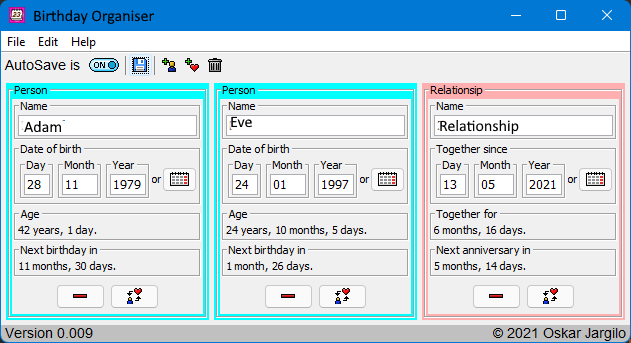 Birthday Organiser
File Edit Help
AutoSave is ON
Person
Name
Adam
Date of birth
Day Month Year
28 11 1979 or
Age
42 years, 1 day.
Next birthday in
11 months, 30 days.
Person
Name
Eve
Date of birth
Day Month Year
24 01 1997 or
Age
24 years, 10 months, 5 days.
Next birthday in
1 month, 26 days.
Relationsip
Name
Relationship
Together since
Day Month Year
13 05 2021 or
Together for
6 months, 16 days.
Next anniversary in
5 months, 14 days.
Version 0.009
© 2021 Oskar Jargilo